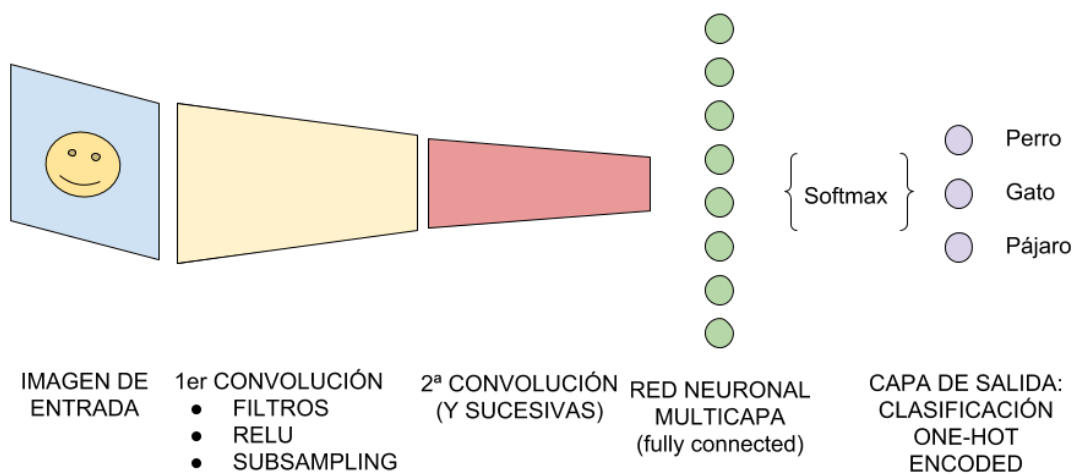 Perro
Softmax
Gato
Pájaro
IMAGEN DE
ENTRADA
1er CONVOLUCIÓN
● FILTROS
● RELU
● SUBSAMPLING
2ª CONVOLUCIÓN
(Y SUCESIVAS)
RED NEURONAL
MULTICAPA
(fully connected)
CAPA DE SALIDA:
CLASIFICACIÓN
ONE-HOT
ENCODED